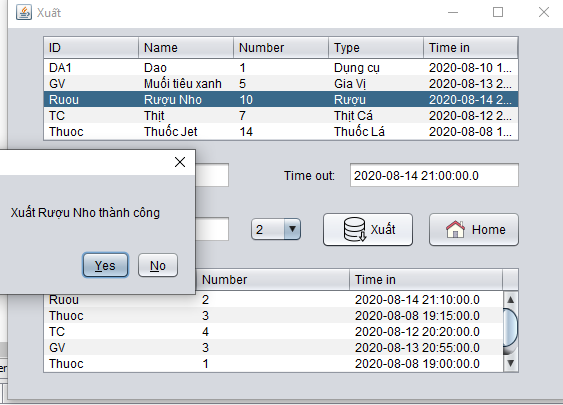 Xuất
ID Name Number Type Time in
DA1 Dao 1 Dụng cụ 2020-08-10 1...
GV Muối tiêu xanh 5 Gia Vị 2020-08-13 2...
Ruou Rượu Nho 10 Rượu 2020-08-14 2...
TC Thịt 7 Thịt Cá 2020-08-12 2...
Thuoc Thuốc Jet 14 Thuốc Lá 2020-08-08 1...
Time out: 2020-08-14 21:00:00.0
Xuất Rượu Nho thành công
2 Xuất Home
Yes No
Number Time in
Ruou 2 2020-08-14 21:10:00.0
Thuoc 3 2020-08-08 19:15:00.0
TC 4 2020-08-12 20:20:00.0
GV 3 2020-08-13 20:55:00.0
Thuoc 1 2020-08-08 19:00:00.0